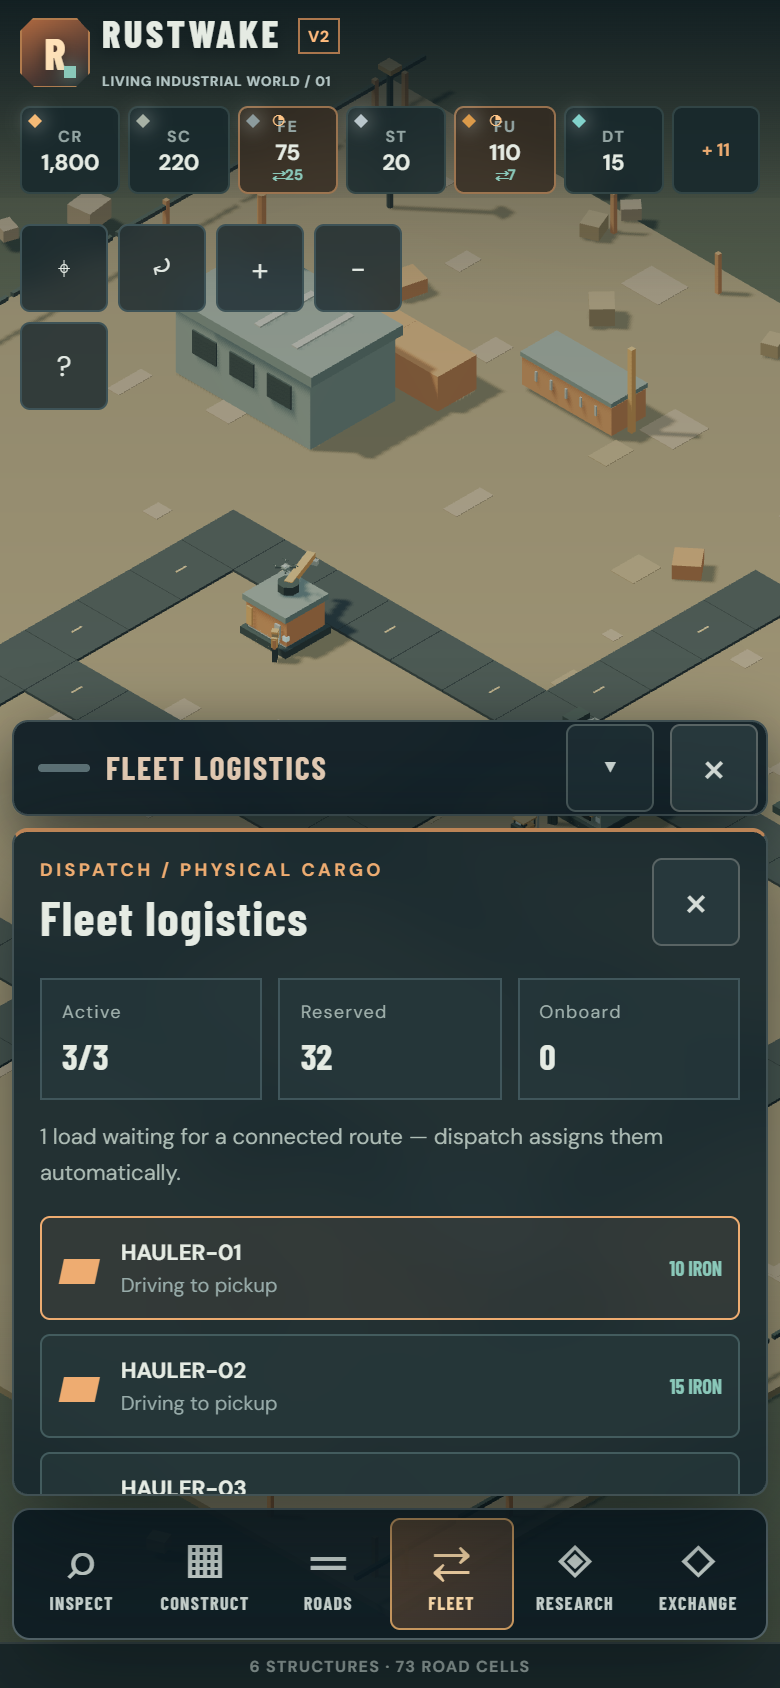 R
RUSTWAKE
V2
LIVING INDUSTRIAL WORLD / 01
CR
1,800
SC
220
FE
75
⇄25
ST
20
FU
110
⇄7
DT
15
+ 11
+
-
?
FLEET LOGISTICS
▼
×
DISPATCH / PHYSICAL CARGO
Fleet logistics
×
Active
3/3
Reserved
32
Onboard
0
1 load waiting for a connected route — dispatch assigns them
automatically.
HAULER-01
Driving to pickup
10 IRON
HAULER-02
Driving to pickup
15 IRON
HAULER-03
INSPECT
CONSTRUCT
ROADS
FLEET
RESEARCH
EXCHANGE
6 STRUCTURES · 73 ROAD CELLS